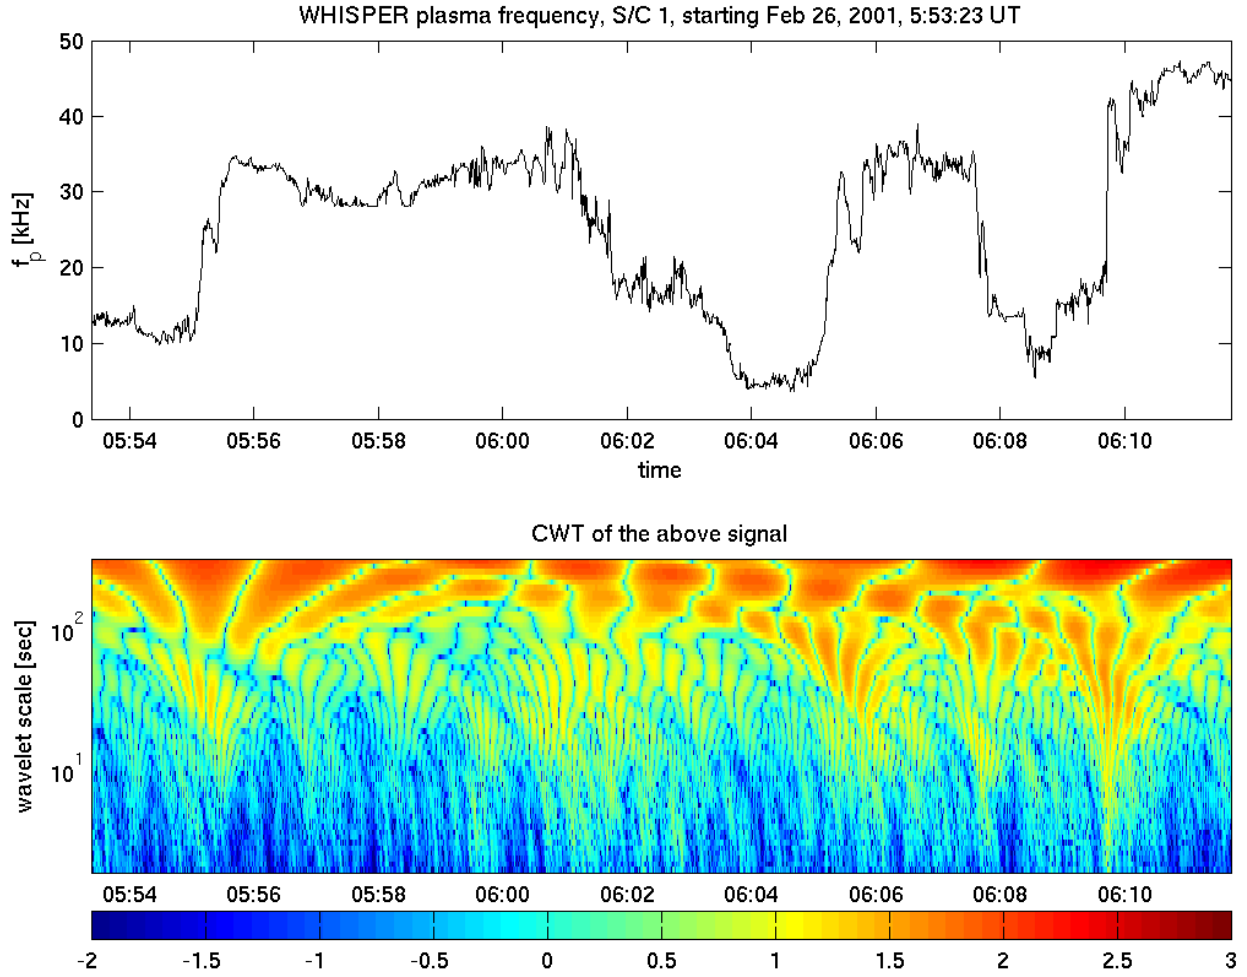 WHISPER plasma frequency, S/C 1, starting Feb 26, 2001, 5:53:23 UT
50
40
30
20
10
0
f_p [kHz]
05:54 05:56 05:58 06:00 06:02 06:04 06:06 06:08 06:10
time
CWT of the above signal
10^2
10^1
wavelet scale [sec]
05:54 05:56 05:58 06:00 06:02 06:04 06:06 06:08 06:10
-2 -1.5 -1 -0.5 0 0.5 1 1.5 2 2.5 3